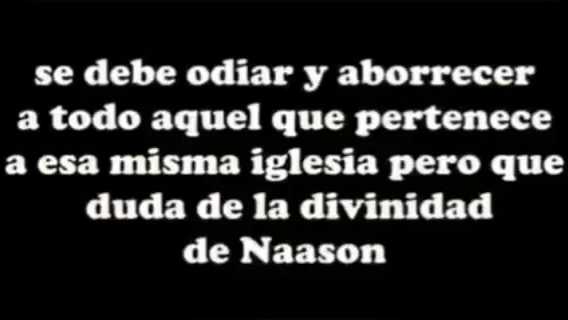 se debe odiar y aborrecer
a todo aquel que pertenece
a esa misma iglesia pero que
duda de la divinidad
de Naason